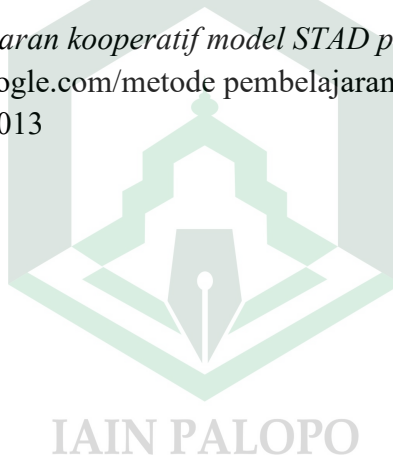 aran kooperatif model STAD p
ogle.com/metode pembelajaran
013
IAIN PALOPO